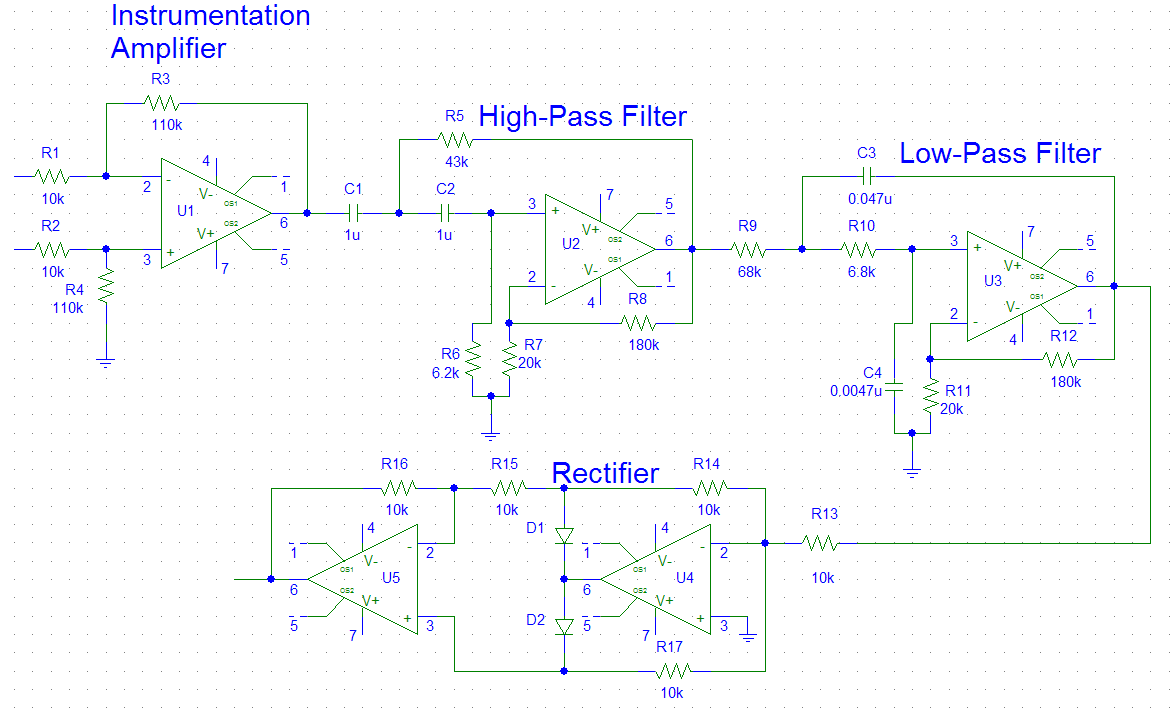 Instrumentation
Amplifier
R3
110k
R1
10k
R2
10k
R4
110k
2
3
4
-
+
V-
V+
U1
OS1
OS2
1
6
5
7
C1
1u
C2
1u
High-Pass Filter
R5
43k
3
2
7
+
-
V+
V-
U2
OS2
OS1
5
6
1
4
R8
180k
R6
6.2k
R7
20k
R9
68k
Low-Pass Filter
C3
0.047u
R10
6.8k
3
2
7
+
-
V+
V-
U3
OS2
OS1
5
6
1
4
R12
180k
C4
0.0047u
R11
20k
Rectifier
R16
10k
R15
10k
R14
10k
R13
10k
D1
D2
1
4
2
-
V-
OS1
U5
6
OS2
V+
+
5
7
3
1
4
2
-
V-
OS1
U4
6
OS2
V+
+
5
7
3
R17
10k